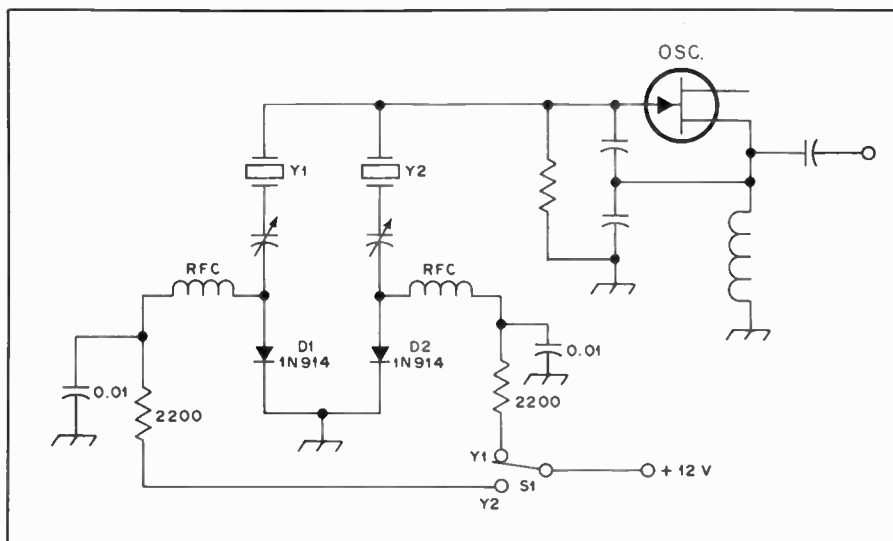 OSC.
Y1
Y2
RFC
RFC
D1
1N914
D2
1N914
0.01
0.01
2200
2200
Y1
S1
+ 12 V
Y2